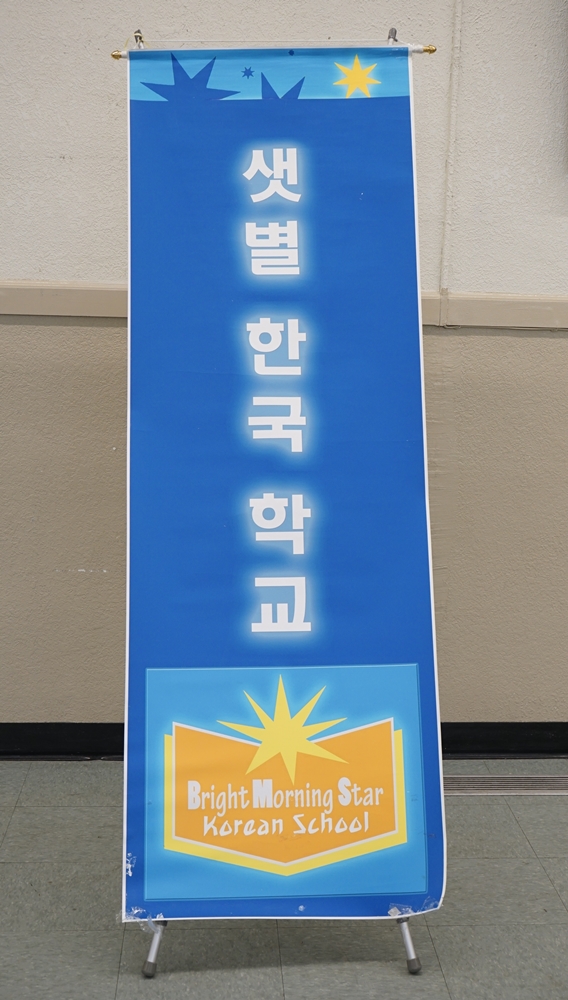 샛별 한국 학교
Bright Morning Star
Korean School